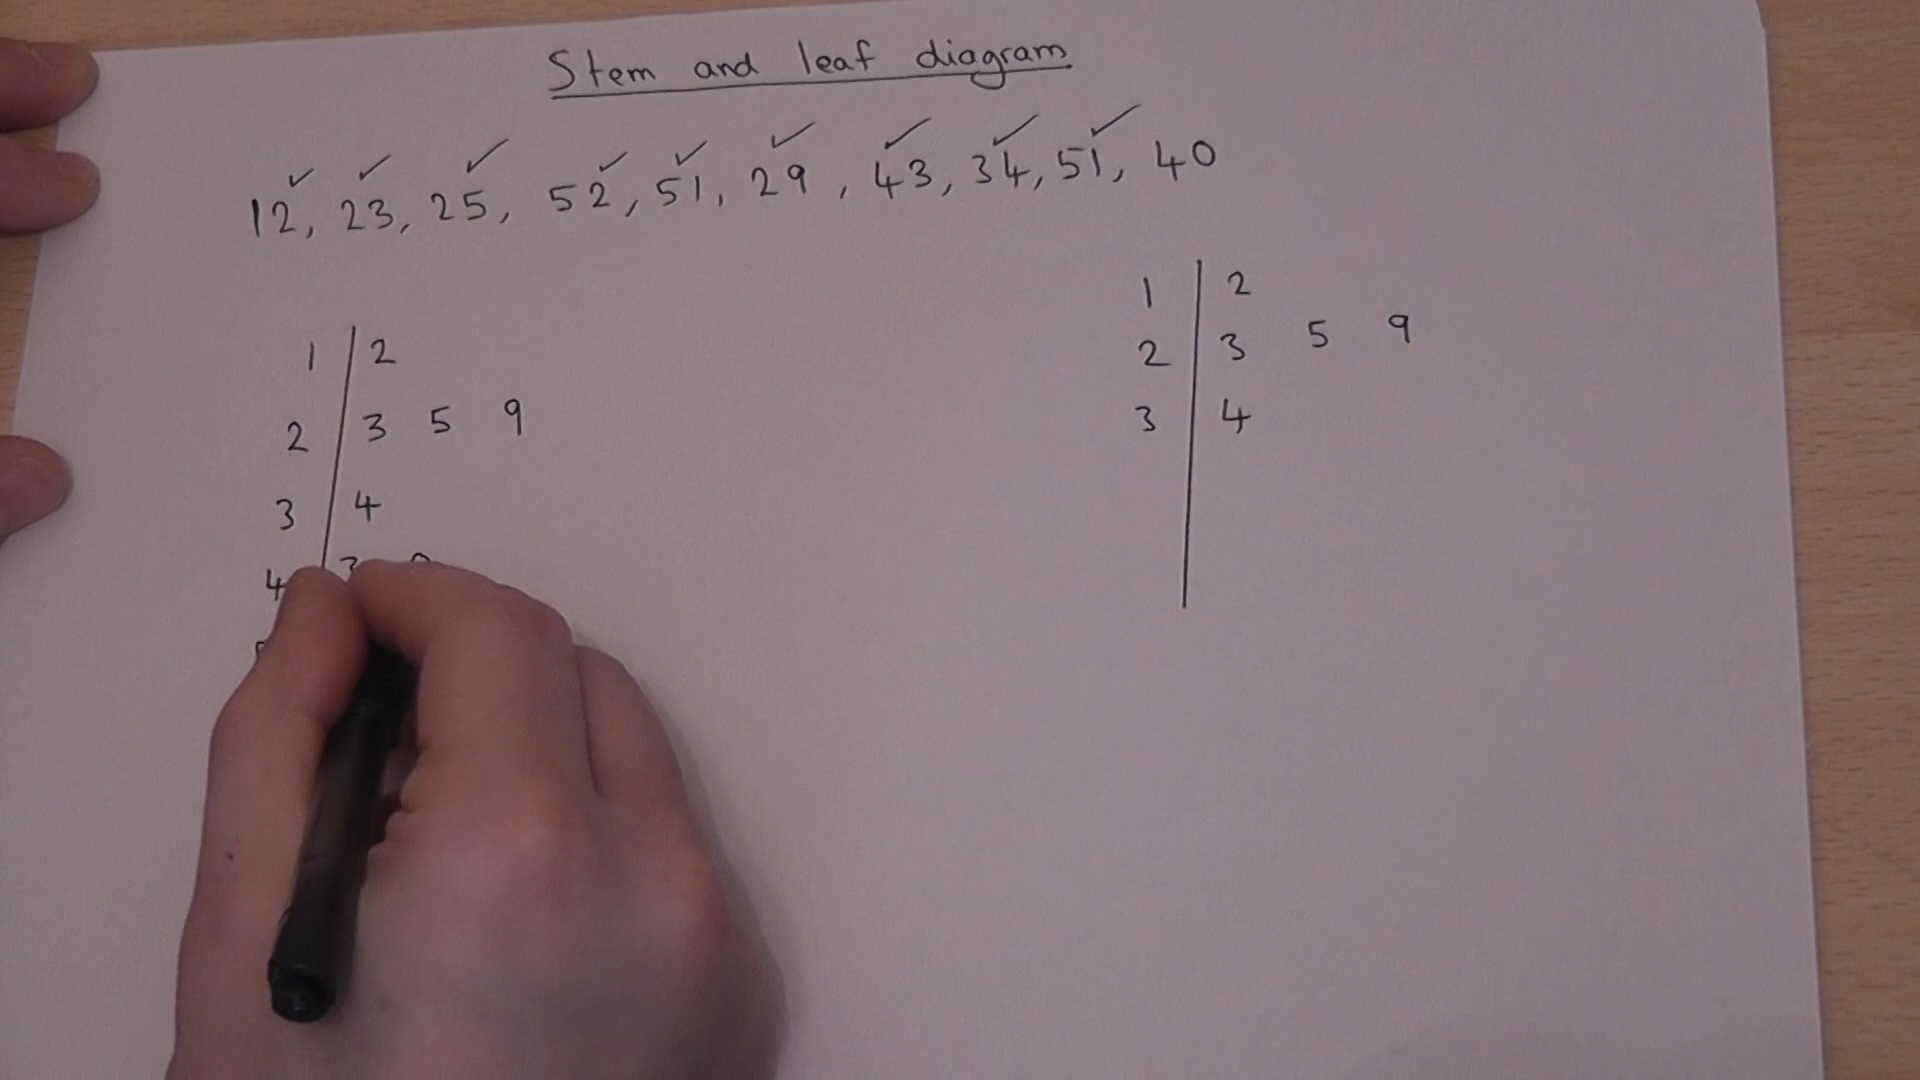 Stem and leaf diagram
12, 23, 25, 52, 51, 29, 43, 34, 51, 40
1 | 2
2 | 3 5 9
3 | 4
4
1 | 2
2 | 3 5 9
3 | 4